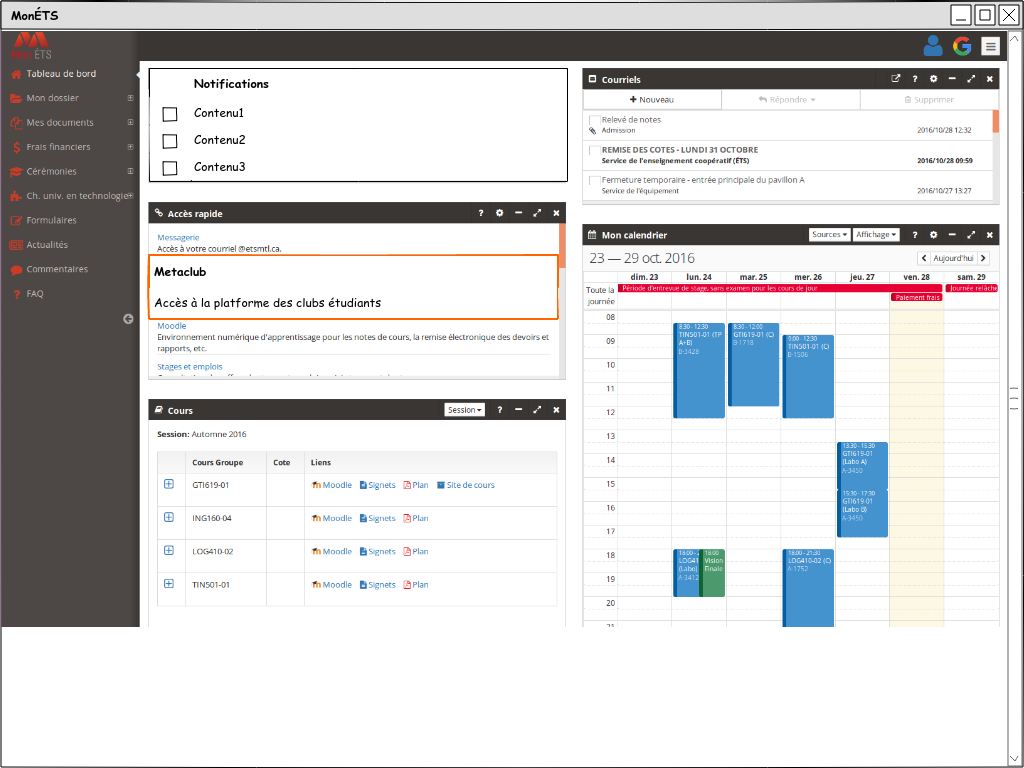 MonÉTS
MonÉTS
Tableau de bord
Mon dossier
Mes documents
Frais financiers
Cérémonies
Ch. univ. en technologie
Formulaires
Actualités
Commentaires
? FAQ
Notifications
Contenu1
Contenu2
Contenu3
Accès rapide
Messagerie
Accès à votre courriel @etsmtl.ca.
Metaclub
Accès à la platforme des clubs étudiants
Moodle
Environnement numérique d'apprentissage pour les notes de cours, la remise électronique des devoirs et
rapports, etc.
Stages et emplois
Cours
Session
Session: Automne 2016
Cours Groupe Cote Liens
GTI619-01 Moodle Signets Plan Site de cours
ING160-04 Moodle Signets Plan
LOG410-02 Moodle Signets Plan
TIN501-01 Moodle Signets Plan
Courriels
Nouveau Répondre Supprimer
Relevé de notes
Admission 2016/10/28 12:32
REMISE DES COTES - LUNDI 31 OCTOBRE
Service de l'enseignement coopératif (ÉTS) 2016/10/28 09:59
Fermeture temporaire - entrée principale du pavillon A
Service de l'équipement 2016/10/27 13:27
Mon calendrier Sources Affichage
23 — 29 oct. 2016 Aujourd'hui
dim. 23 lun. 24 mar. 25 mer. 26 jeu. 27 ven. 28 sam. 29
Toute la
journée
Période d'entrevue de stage, sans examen pour les cours de jour
Journée relâche
Paiement frais
08
09
10
11
12
13
14
15
16
17
18
19
20
21
8:30 - 12:30
TIN501-01 (TP
A+B)
B-3428
8:30 - 12:00
GTI619-01 (C)
B-1718
9:00 - 12:30
TIN501-01 (C)
B-1506
13:30 - 15:30
GTI619-01
(Labo A)
A-3450
15:30 - 17:30
GTI619-01
(Labo B)
A-3450
18:00 - 2
LOG41
(Labo)
A-3412
18:00
Vision
Finale
18:00 - 21:30
LOG410-02 (C)
A-1752